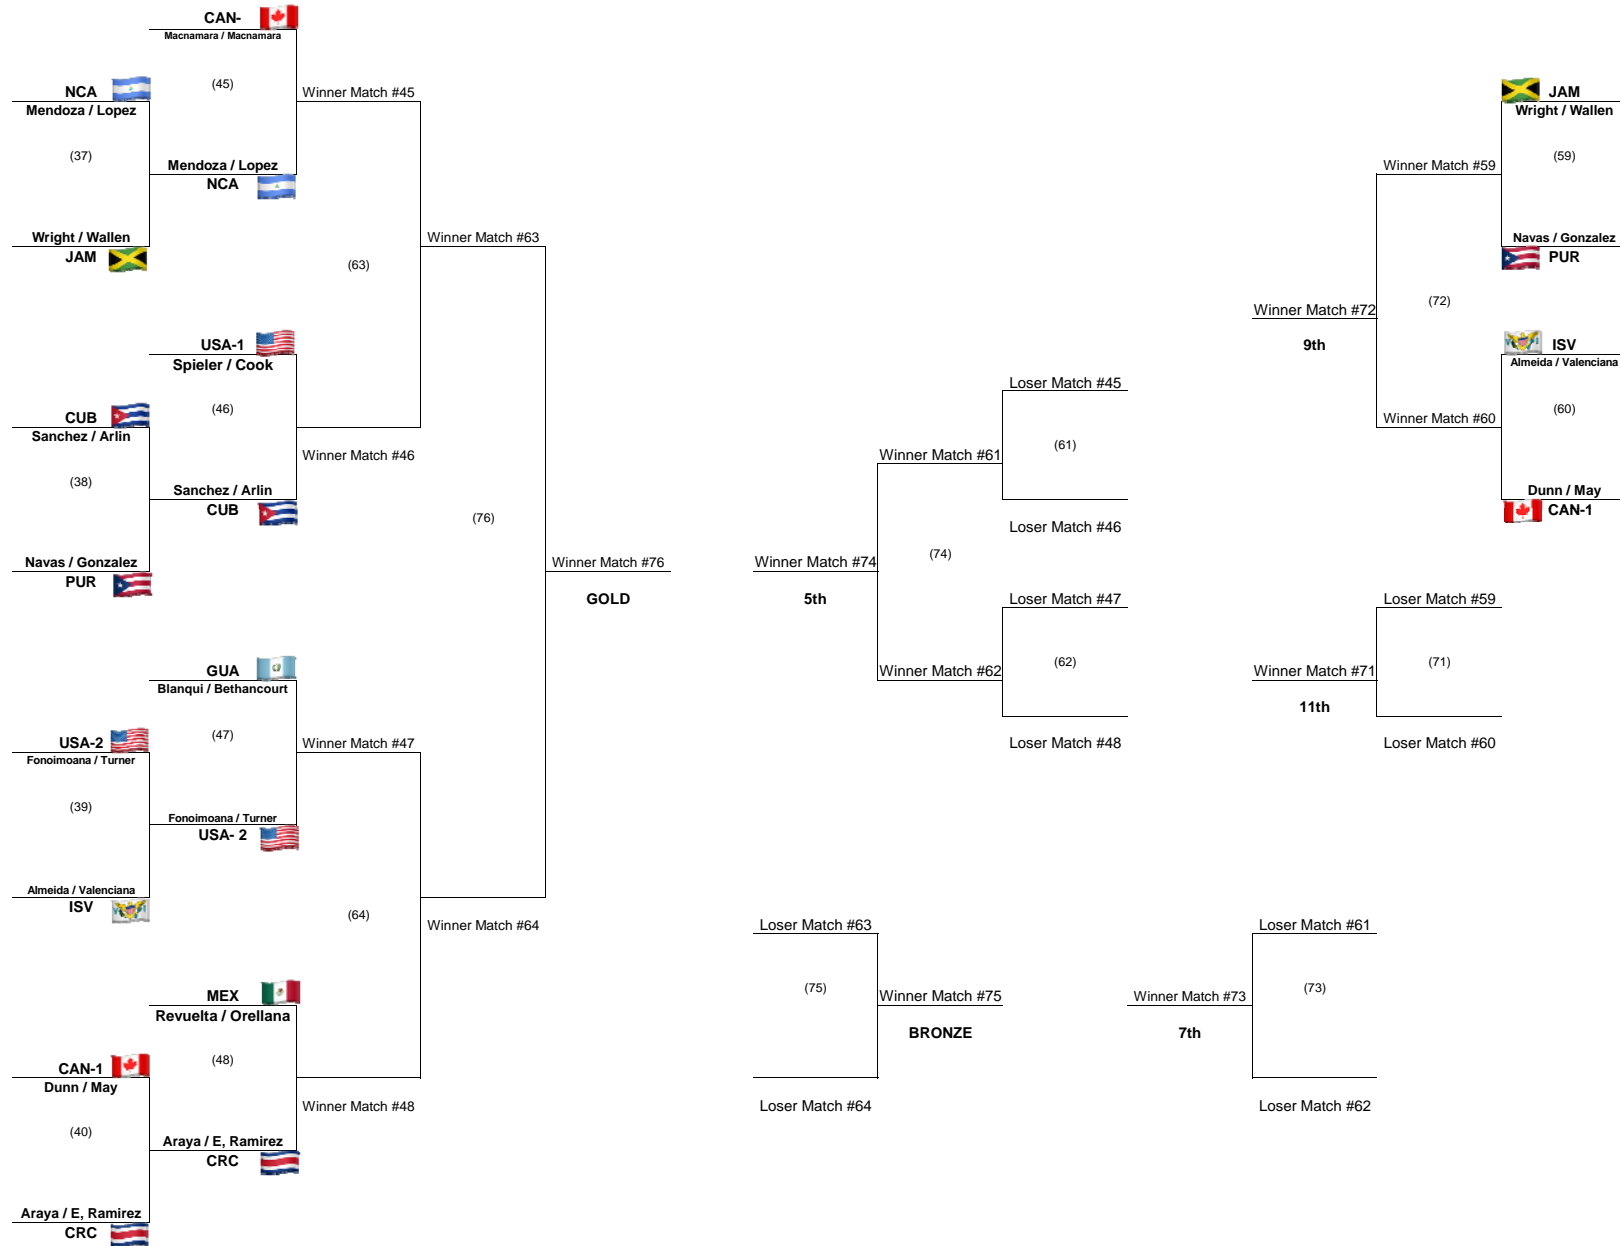 CAN-
Macnamara / Macnamara
(45)
NCA
Mendoza / Lopez
Winner Match #45
(37)
Mendoza / Lopez
NCA
Wright / Wallen
JAM
Winner Match #63
(63)
USA-1
Spieler / Cook
(46)
CUB
Sanchez / Arlin
Winner Match #46
(38)
Sanchez / Arlin
CUB
(76)
Navas / Gonzalez
PUR
Winner Match #76
GOLD
GUA
Blanqui / Bethancourt
(47)
USA-2
Fonoimoana / Turner
Winner Match #47
(39)
Fonoimoana / Turner
USA- 2
Almeida / Valenciana
ISV
(64)
Winner Match #64
MEX
Revuelta / Orellana
(48)
CAN-1
Dunn / May
Winner Match #48
(40)
Araya / E, Ramirez
CRC
Araya / E, Ramirez
CRC
Loser Match #45
(61)
Winner Match #61
Loser Match #46
(74)
Winner Match #74
5th
Loser Match #47
(62)
Winner Match #62
Loser Match #48
Loser Match #63
(75)
Winner Match #75
BRONZE
Loser Match #64
JAM
Wright / Wallen
(59)
Winner Match #59
Navas / Gonzalez
PUR
(72)
Winner Match #72
9th
ISV
Almeida / Valenciana
(60)
Winner Match #60
Dunn / May
CAN-1
Loser Match #59
(71)
Winner Match #71
11th
Loser Match #60
Loser Match #61
(73)
Winner Match #73
7th
Loser Match #62